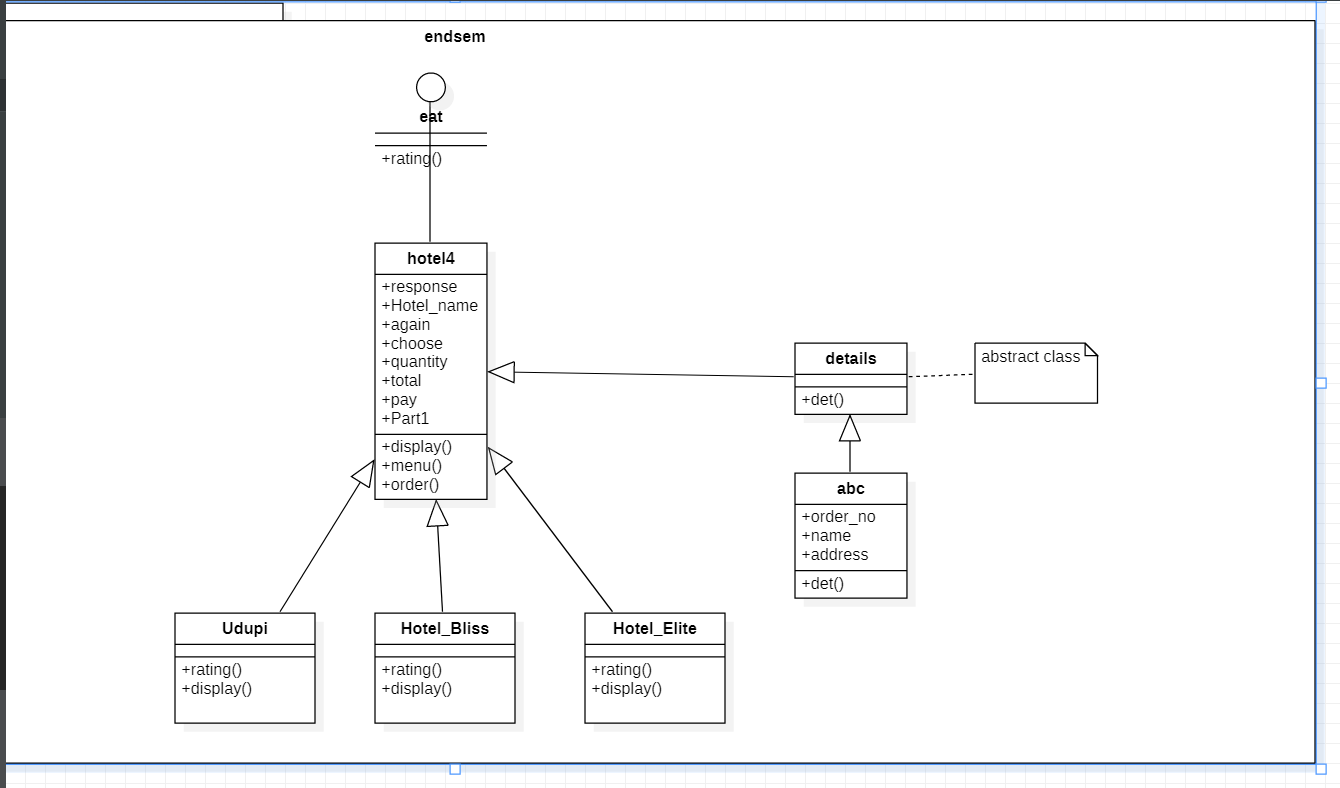 endsem
eat
+rating()
hotel4
+response
+Hotel_name
+again
+choose
+quantity
+total
+pay
+Part1
+display()
+menu()
+order()
details
+det()
abstract class
abc
+order_no
+name
+address
+det()
Udupi
+rating()
+display()
Hotel_Bliss
+rating()
+display()
Hotel_Elite
+rating()
+display()